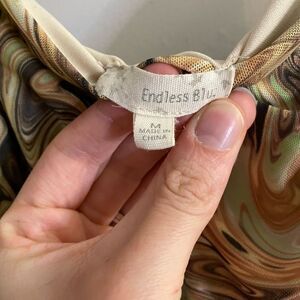 Endless Blu.
M
MADE IN
CHINA